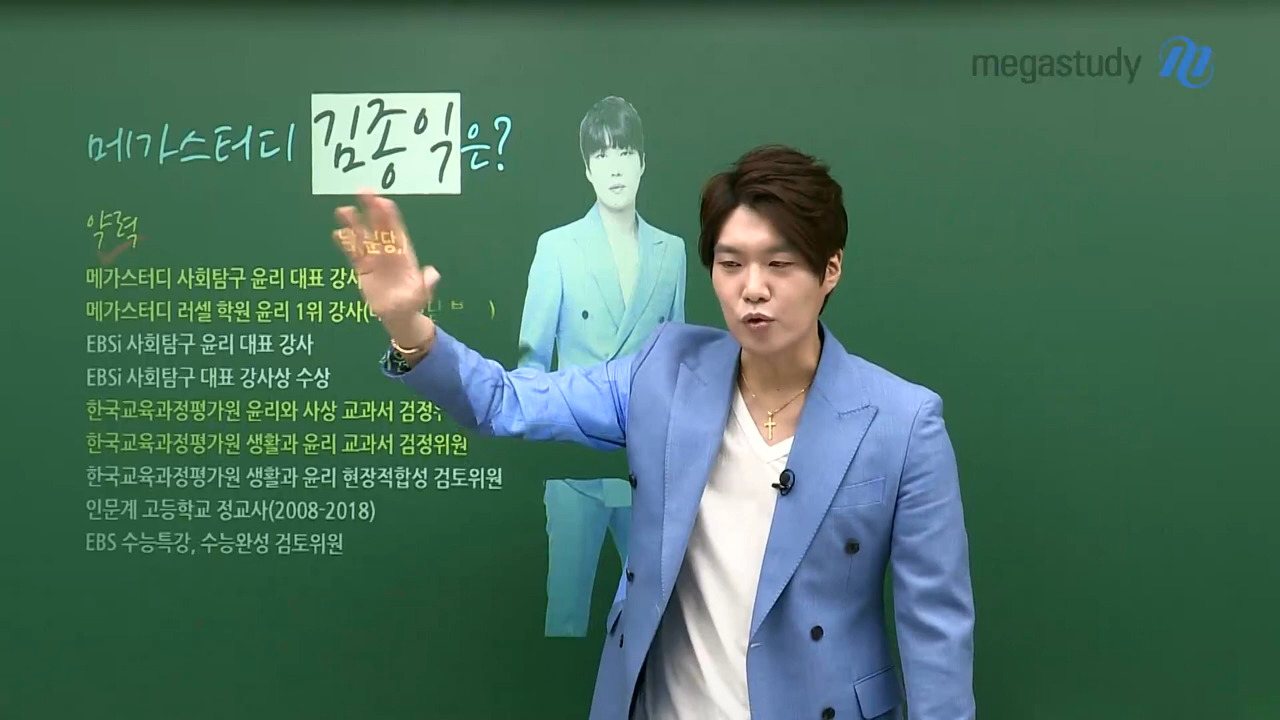 megastudy
메가스터디 김종익은?
약력
분당,
메가스터디 사회탐구 윤리 대표 강사
메가스터디 러셀 학원 윤리 1위 강사(
EBSi 사회탐구 윤리 대표 강사
EBSi 사회탐구 대표 강사상 수상
한국교육과정평가원 윤리와 사상 교과서
한국교육과정평가원 생활과 윤리 교과서 검정위원
한국교육과정평가원 생활과 윤리 현장적합성 검토위원
인문계 고등학교 정교사(2008-2018)
EBS 수능특강, 수능완성 검토위원